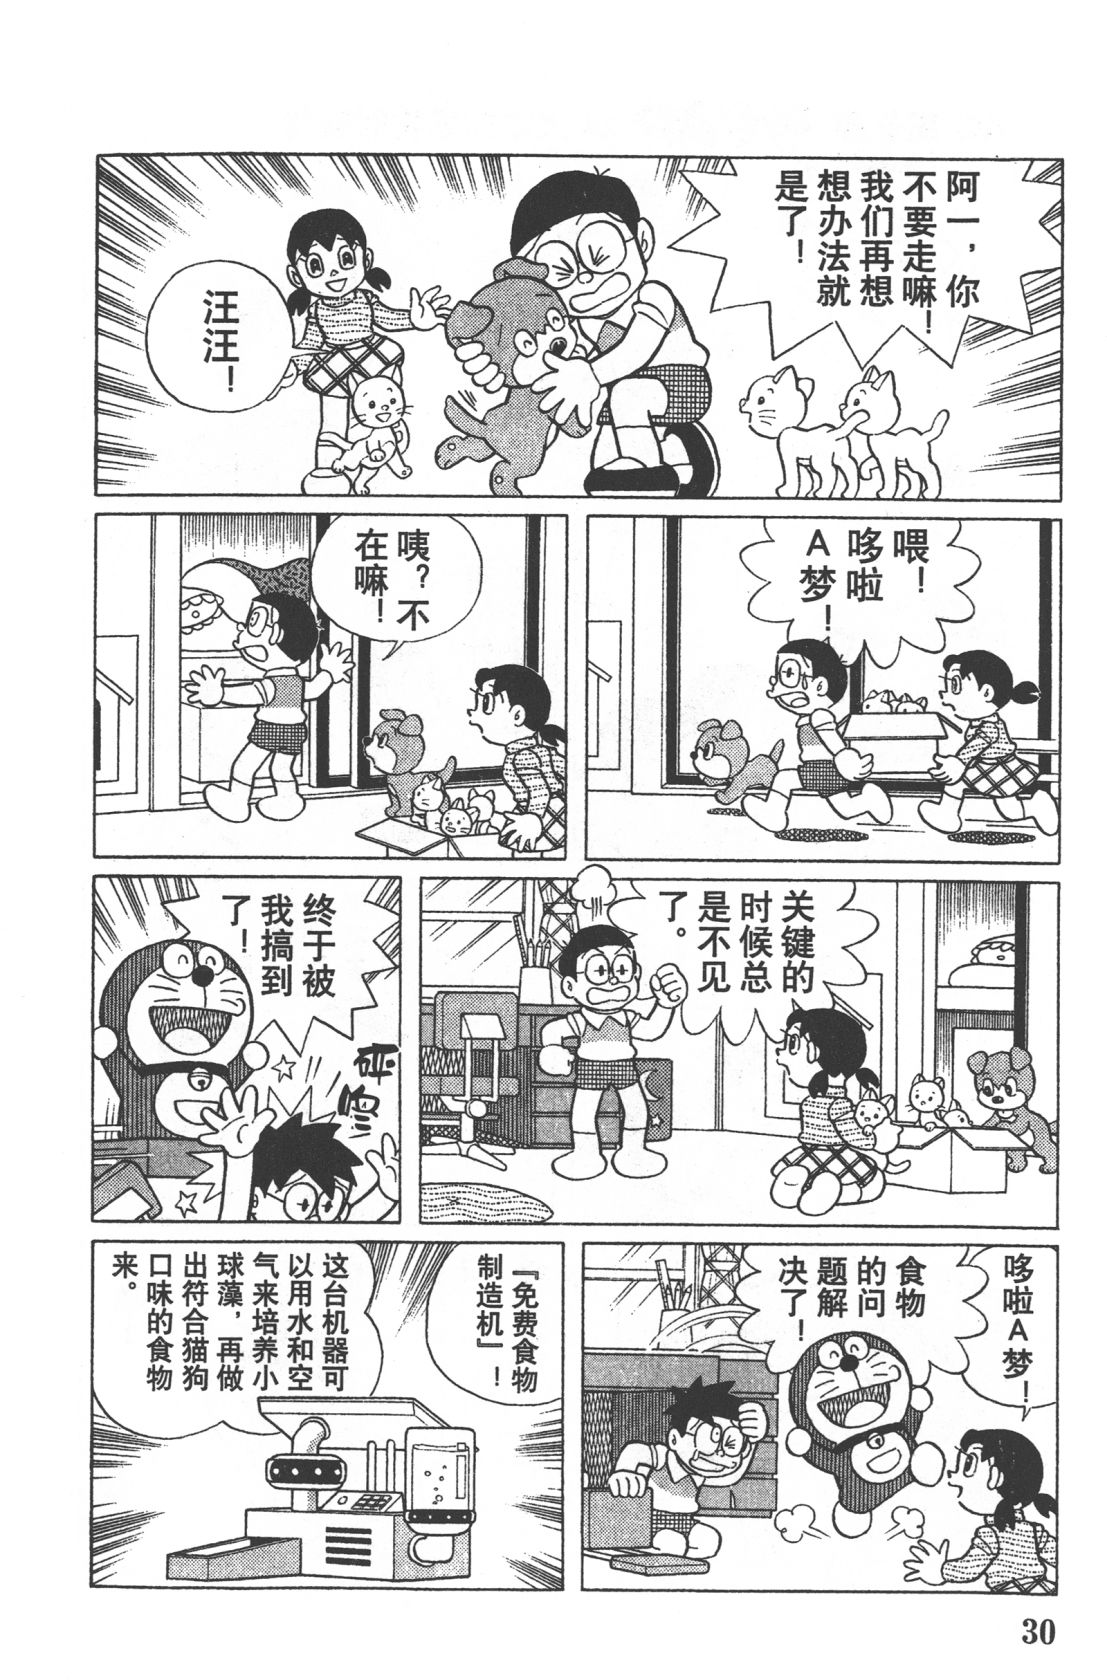 阿一，你
不要走嘛！
我们再想
想办法就
是了！
汪
汪！
喂！
哆啦
A梦！
咦？不
在嘛！
关键的
时候总
是不见
了。
终于被
我搞到
了！
哆啦A梦！
食物
的问
题解
决了！
『免费食物
制造机』！
这台机器可
以用水和空
气来培养小
球藻，再做
出符合猫狗
口味的食物
来。
30